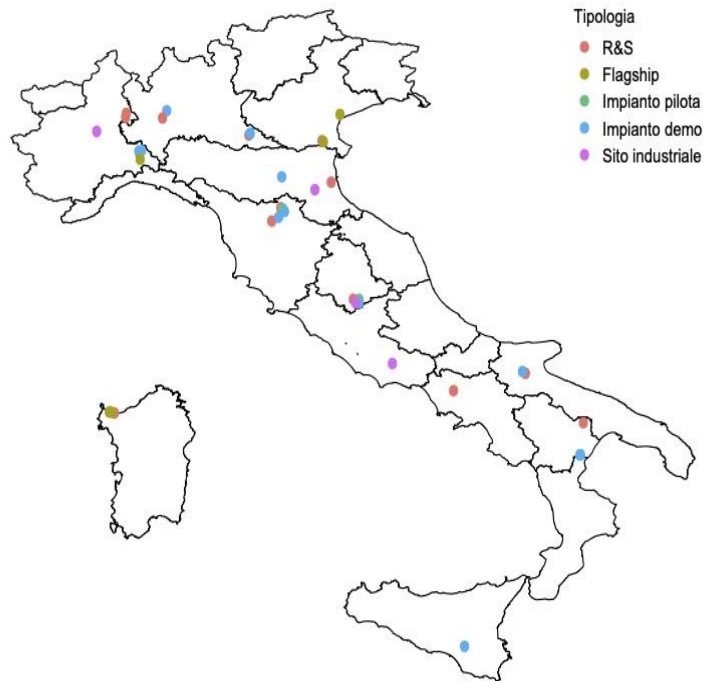 Tipologia
R&S
Flagship
Impianto pilota
Impianto demo
Sito industriale